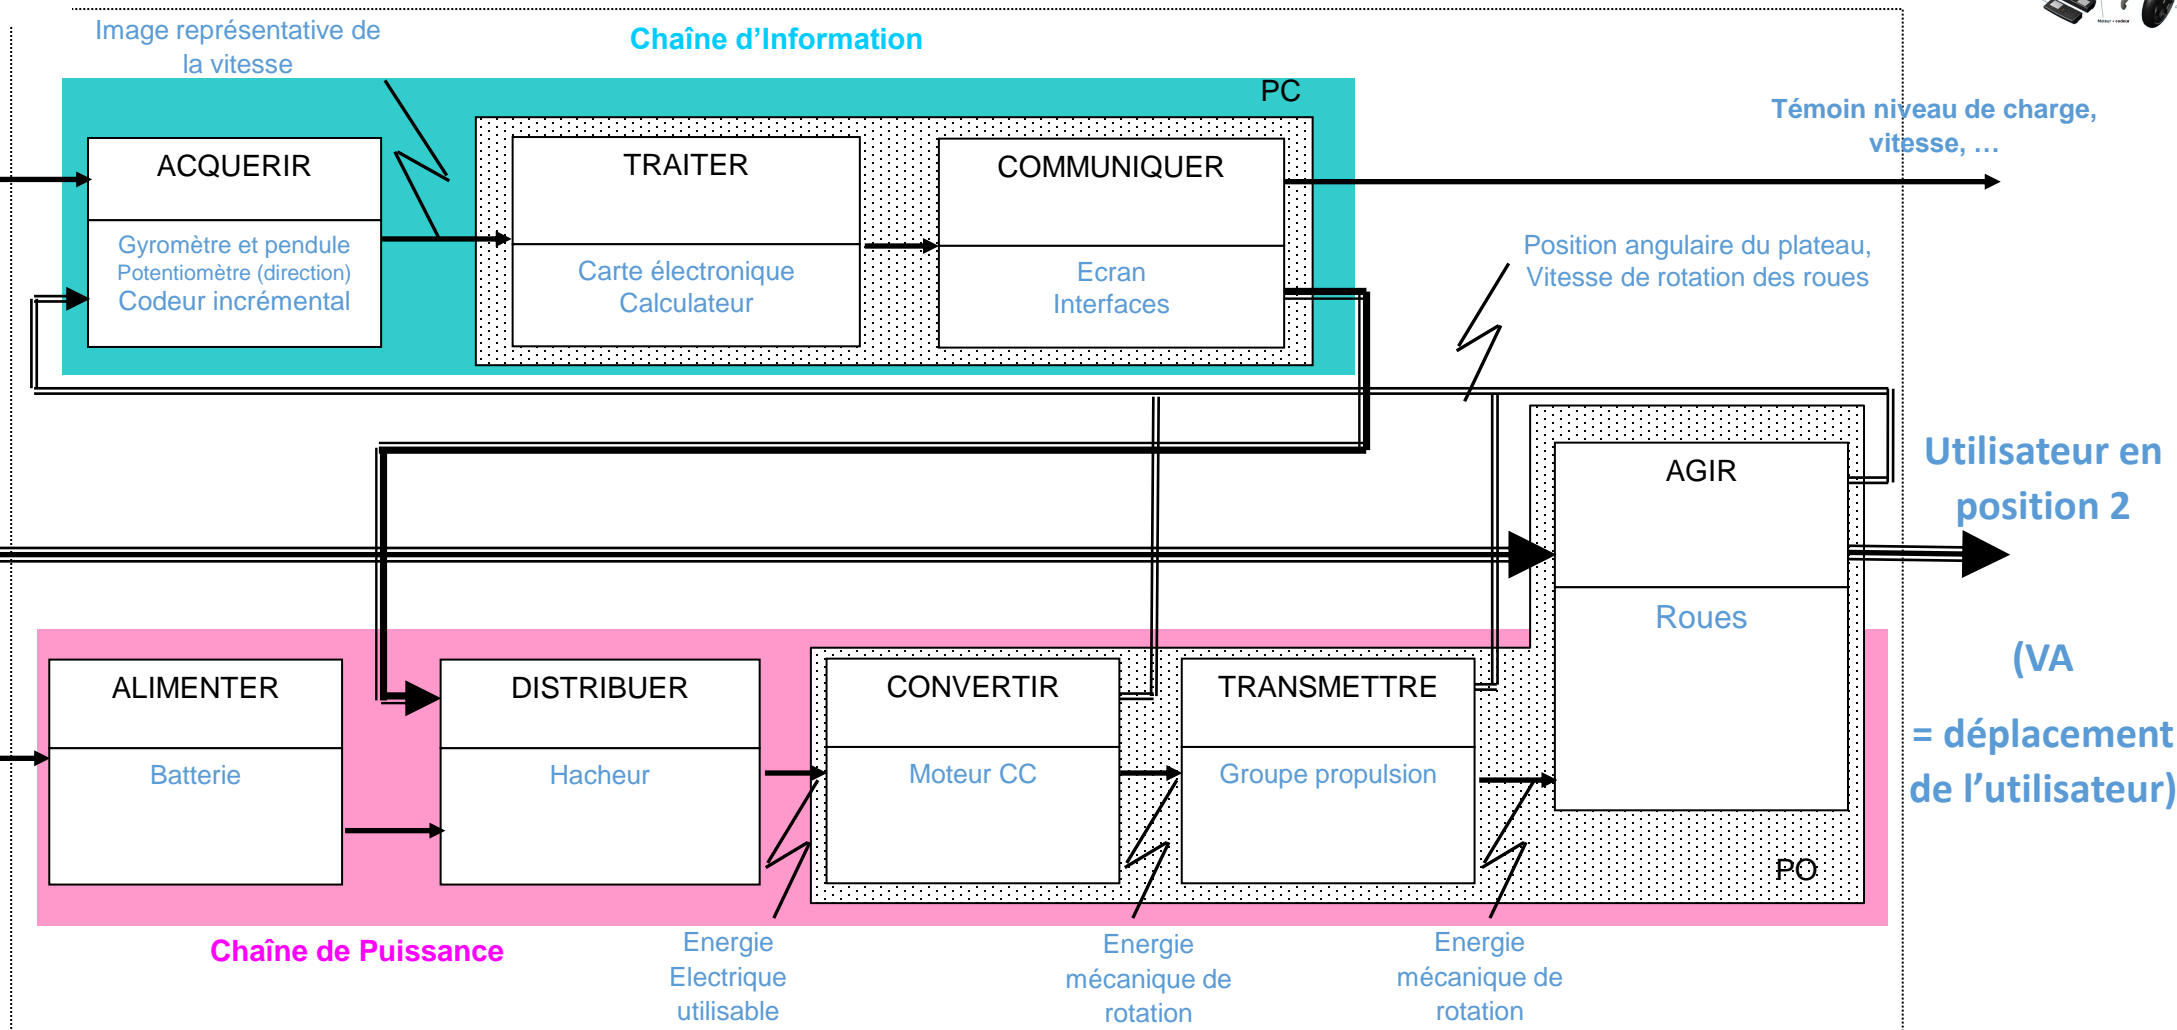 Image représentative de
la vitesse
Chaîne d’Information
Moteur + codeur
PC
Témoin niveau de charge,
vitesse, …
ACQUERIR
Gyromètre et pendule
Potentiomètre (direction)
Codeur incrémental
TRAITER
Carte électronique
Calculateur
COMMUNIQUER
Ecran
Interfaces
Position angulaire du plateau,
Vitesse de rotation des roues
Utilisateur en
position 2
(VA
= déplacement
de l’utilisateur)
AGIR
Roues
ALIMENTER
Batterie
DISTRIBUER
Hacheur
CONVERTIR
Moteur CC
TRANSMETTRE
Groupe propulsion
PO
Chaîne de Puissance
Energie
Electrique
utilisable
Energie
mécanique de
rotation
Energie
mécanique de
rotation